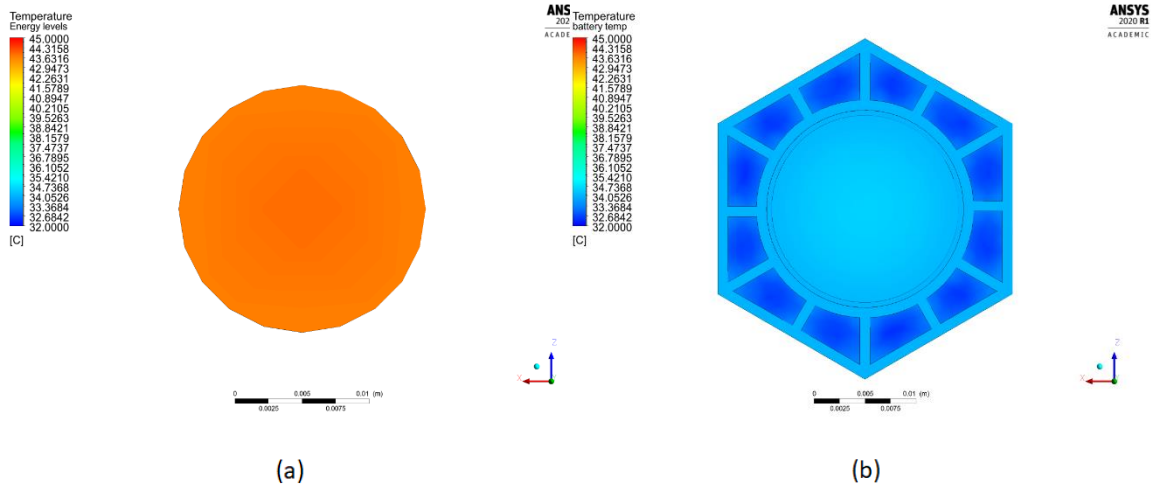 Temperature
Energy levels
45.0000
44.3158
43.6316
42.9473
42.2631
41.5789
40.8947
40.2105
39.5263
38.8421
38.1579
37.4737
36.7895
36.1052
35.4210
34.7368
34.0526
33.3684
32.6842
32.0000
[C]
ANS
202
ACADE
Z
X
0 0.005 0.01 (m)
0.0025 0.0075
(a)
Temperature
battery temp
45.0000
44.3158
43.6316
42.9473
42.2631
41.5789
40.8947
40.2105
39.5263
38.8421
38.1579
37.4737
36.7895
36.1052
35.4210
34.7368
34.0526
33.3684
32.6842
32.0000
[C]
ANSYS
2020 R1
ACADEMIC
Z
X
0 0.005 0.01 (m)
0.0025 0.0075
(b)